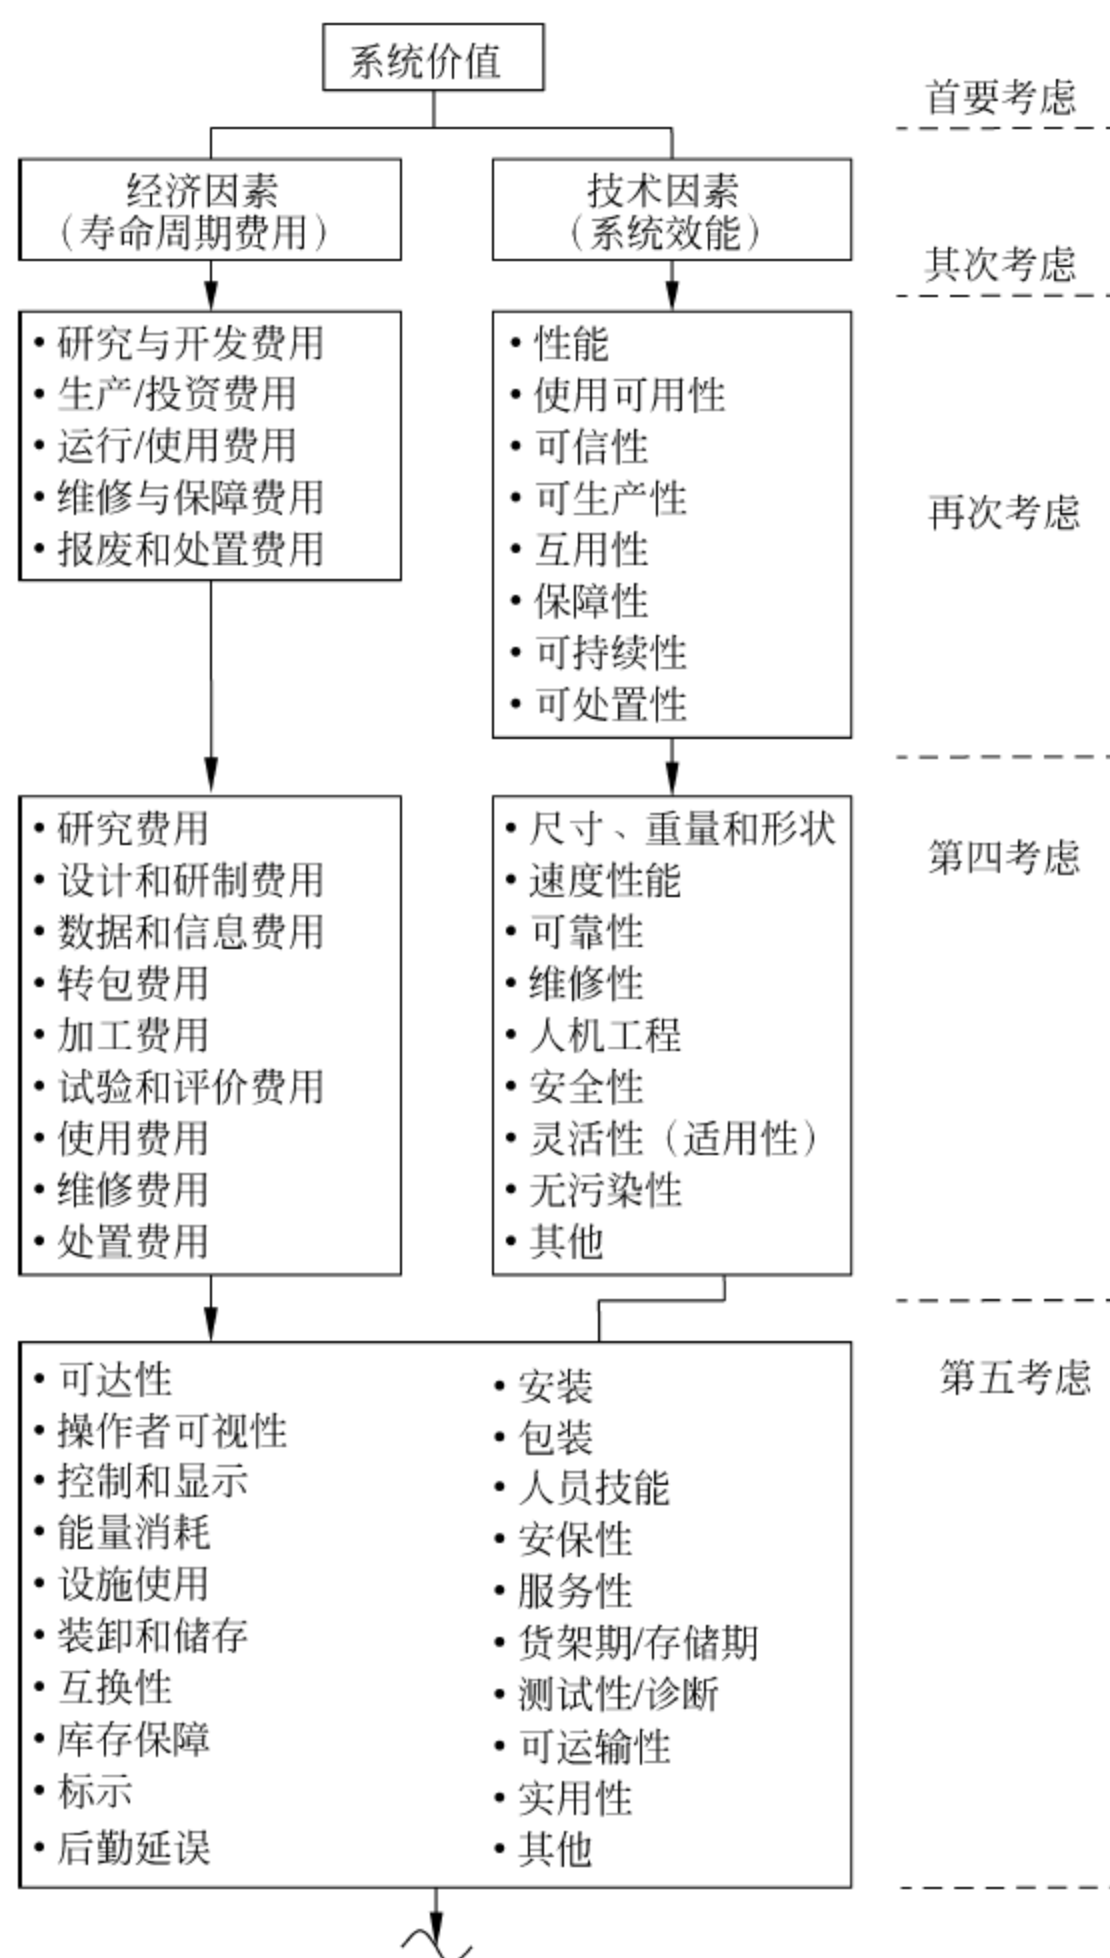 系统价值
首要考虑
经济因素
（寿命周期费用）
技术因素
（系统效能）
其次考虑
• 研究与开发费用
• 生产/投资费用
• 运行/使用费用
• 维修与保障费用
• 报废和处置费用
• 性能
• 使用可用性
• 可信性
• 可生产性
• 互用性
• 保障性
• 可持续性
• 可处置性
再次考虑
• 研究费用
• 设计和研制费用
• 数据和信息费用
• 转包费用
• 加工费用
• 试验和评价费用
• 使用费用
• 维修费用
• 处置费用
• 尺寸、重量和形状
• 速度性能
• 可靠性
• 维修性
• 人机工程
• 安全性
• 灵活性（适用性）
• 无污染性
• 其他
第四考虑
• 可达性
• 操作者可视性
• 控制和显示
• 能量消耗
• 设施使用
• 装卸和储存
• 互换性
• 库存保障
• 标示
• 后勤延误
• 安装
• 包装
• 人员技能
• 安保性
• 服务性
• 货架期/存储期
• 测试性/诊断
• 可运输性
• 实用性
• 其他
第五考虑